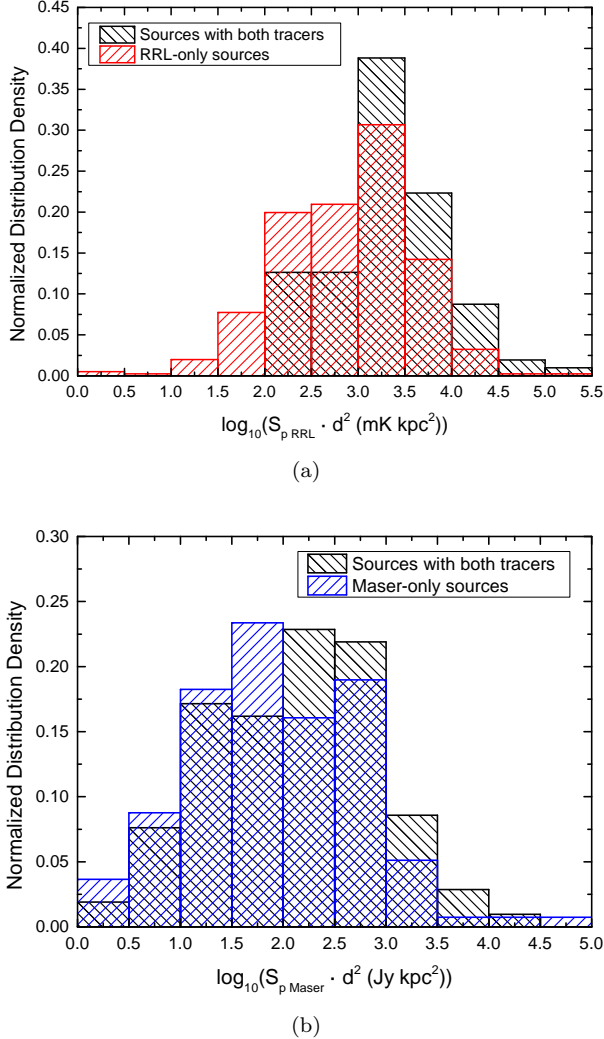 0.45
0.40
0.35
0.30
0.25
0.20
0.15
0.10
0.05
0.00
Normalized Distribution Density
Sources with both tracers
RRL-only sources
0.0 0.5 1.0 1.5 2.0 2.5 3.0 3.5 4.0 4.5 5.0 5.5
log10(Sp RRL · d2 (mK kpc2))
(a)
0.30
0.25
0.20
0.15
0.10
0.05
0.00
Normalized Distribution Density
Sources with both tracers
Maser-only sources
0.0 0.5 1.0 1.5 2.0 2.5 3.0 3.5 4.0 4.5 5.0
log10(Sp Maser · d2 (Jy kpc2))
(b)